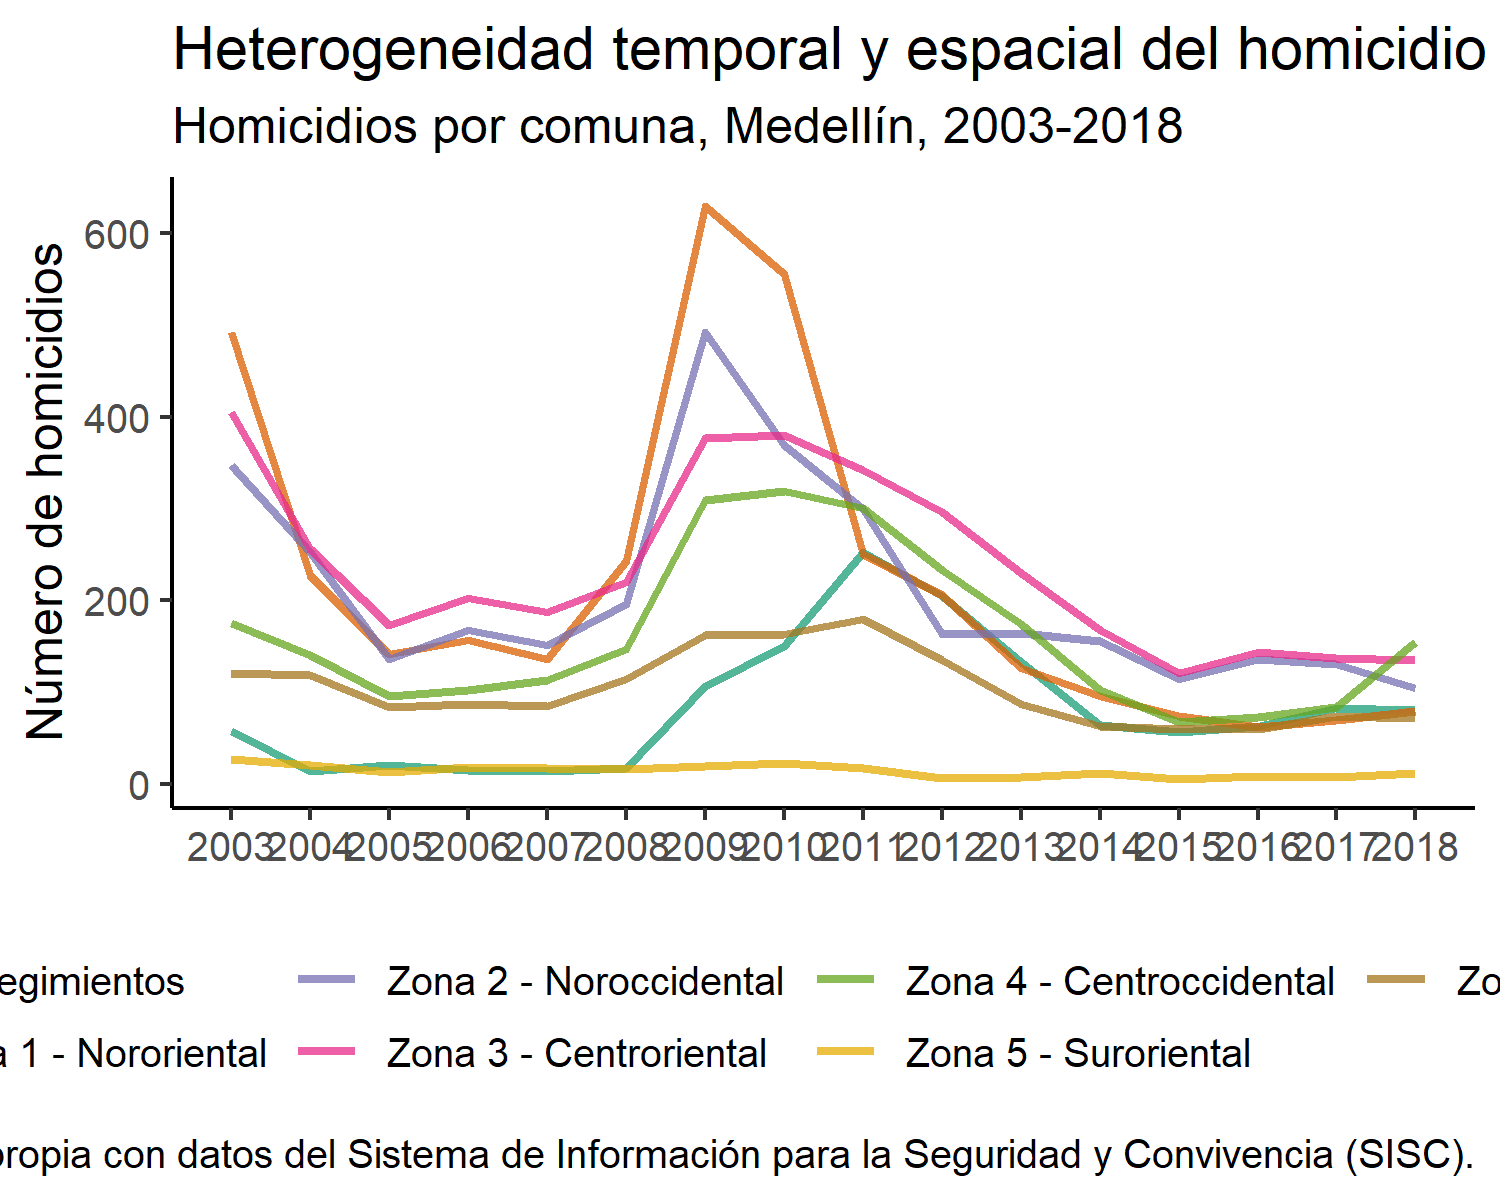 Heterogeneidad temporal y espacial del homicidio
Homicidios por comuna, Medellín, 2003-2018
Número de homicidios
600
400
200
0
2003 2004 2005 2006 2007 2008 2009 2010 2011 2012 2013 2014 2015 2016 2017 2018
egimientos Zona 2 - Noroccidental Zona 4 - Centroccidental Zo
a 1 - Nororiental Zona 3 - Centroriental Zona 5 - Suroriental
propia con datos del Sistema de Información para la Seguridad y Convivencia (SISC).